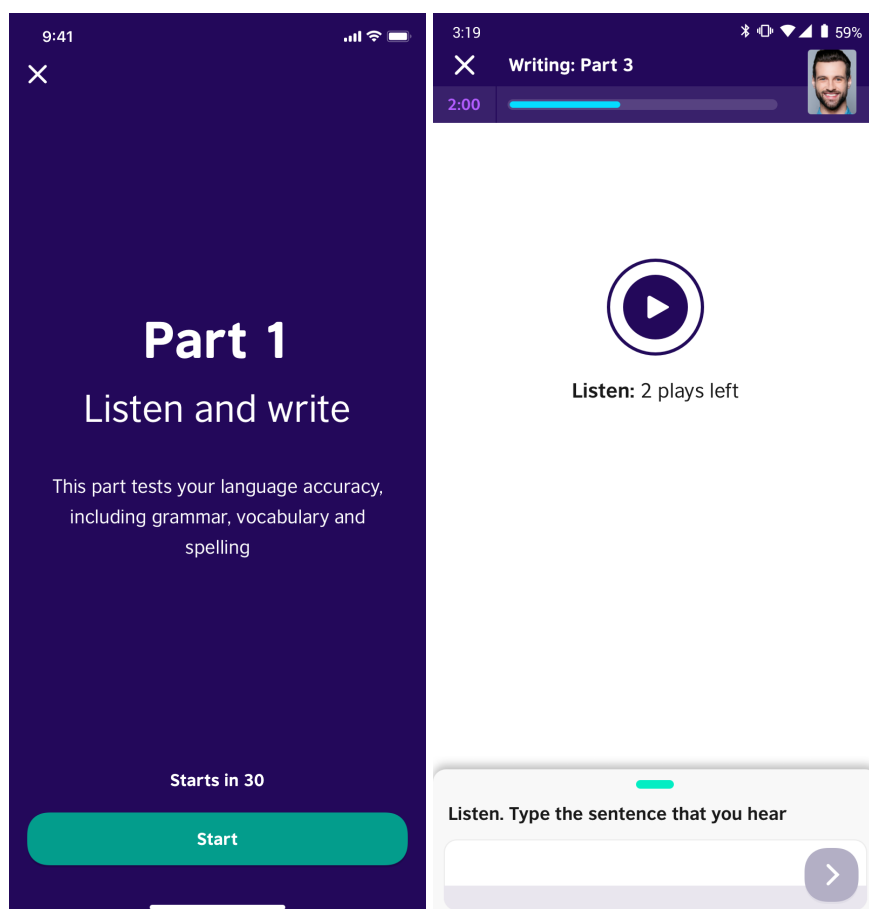 9:41
Part 1
Listen and write
This part tests your language accuracy,
including grammar, vocabulary and
spelling
Starts in 30
Start
3:19
59%
Writing: Part 3
2:00
Listen: 2 plays left
Listen. Type the sentence that you hear